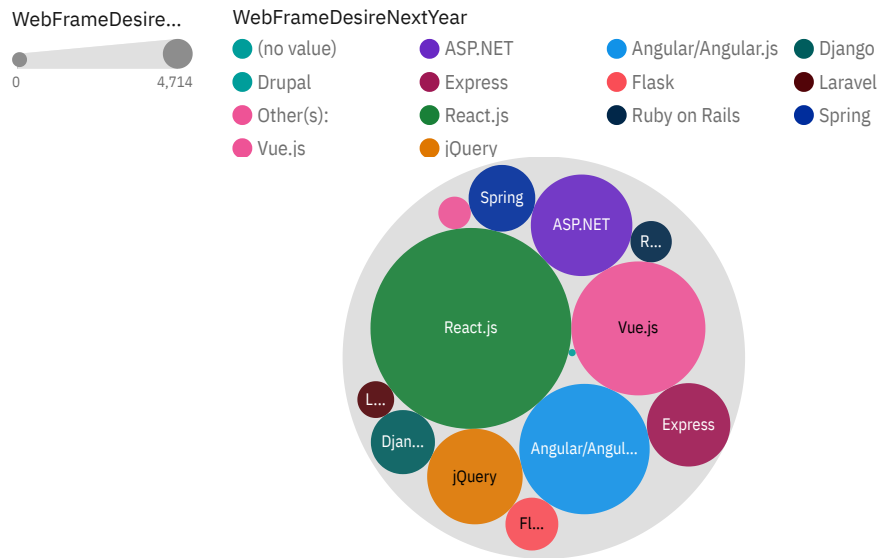 WebFrameDesire...
0 4,714
WebFrameDesireNextYear
(no value) ASP.NET Angular/Angular.js Django
Drupal Express Flask Laravel
Other(s): React.js Ruby on Rails Spring
Vue.js jQuery
Spring
ASP.NET
R...
React.js
Vue.js
L...
Djan...
Express
Angular/Angul...
jQuery
Fl...